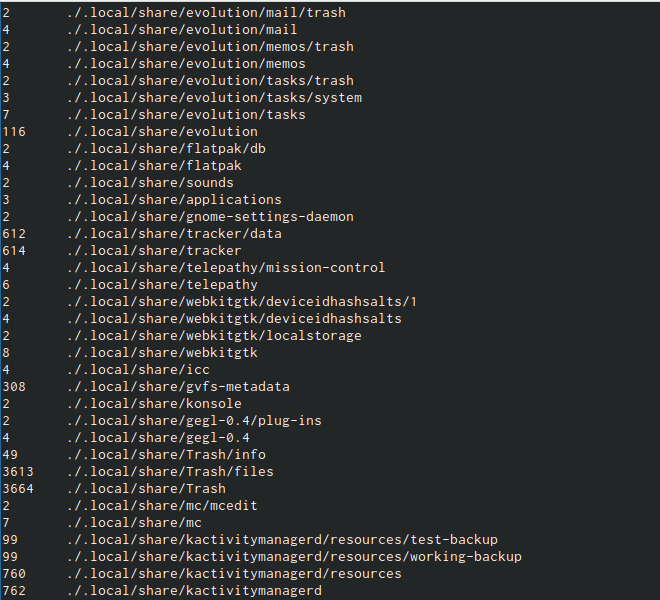 2 ./.local/share/evolution/mail/trash
4 ./.local/share/evolution/mail
2 ./.local/share/evolution/memos/trash
4 ./.local/share/evolution/memos
2 ./.local/share/evolution/tasks/trash
3 ./.local/share/evolution/tasks/system
7 ./.local/share/evolution/tasks
116 ./.local/share/evolution
2 ./.local/share/flatpak/db
4 ./.local/share/flatpak
2 ./.local/share/sounds
3 ./.local/share/applications
2 ./.local/share/gnome-settings-daemon
612 ./.local/share/tracker/data
614 ./.local/share/tracker
4 ./.local/share/telepathy/mission-control
6 ./.local/share/telepathy
2 ./.local/share/webkitgtk/deviceidhashsalts/1
4 ./.local/share/webkitgtk/deviceidhashsalts
2 ./.local/share/webkitgtk/localstorage
8 ./.local/share/webkitgtk
4 ./.local/share/icc
308 ./.local/share/gvfs-metadata
2 ./.local/share/konsole
2 ./.local/share/gegl-0.4/plug-ins
4 ./.local/share/gegl-0.4
49 ./.local/share/Trash/info
3613 ./.local/share/Trash/files
3664 ./.local/share/Trash
2 ./.local/share/mc/mcedit
7 ./.local/share/mc
99 ./.local/share/kactivitymanagerd/resources/test-backup
99 ./.local/share/kactivitymanagerd/resources/working-backup
760 ./.local/share/kactivitymanagerd/resources
762 ./.local/share/kactivitymanagerd